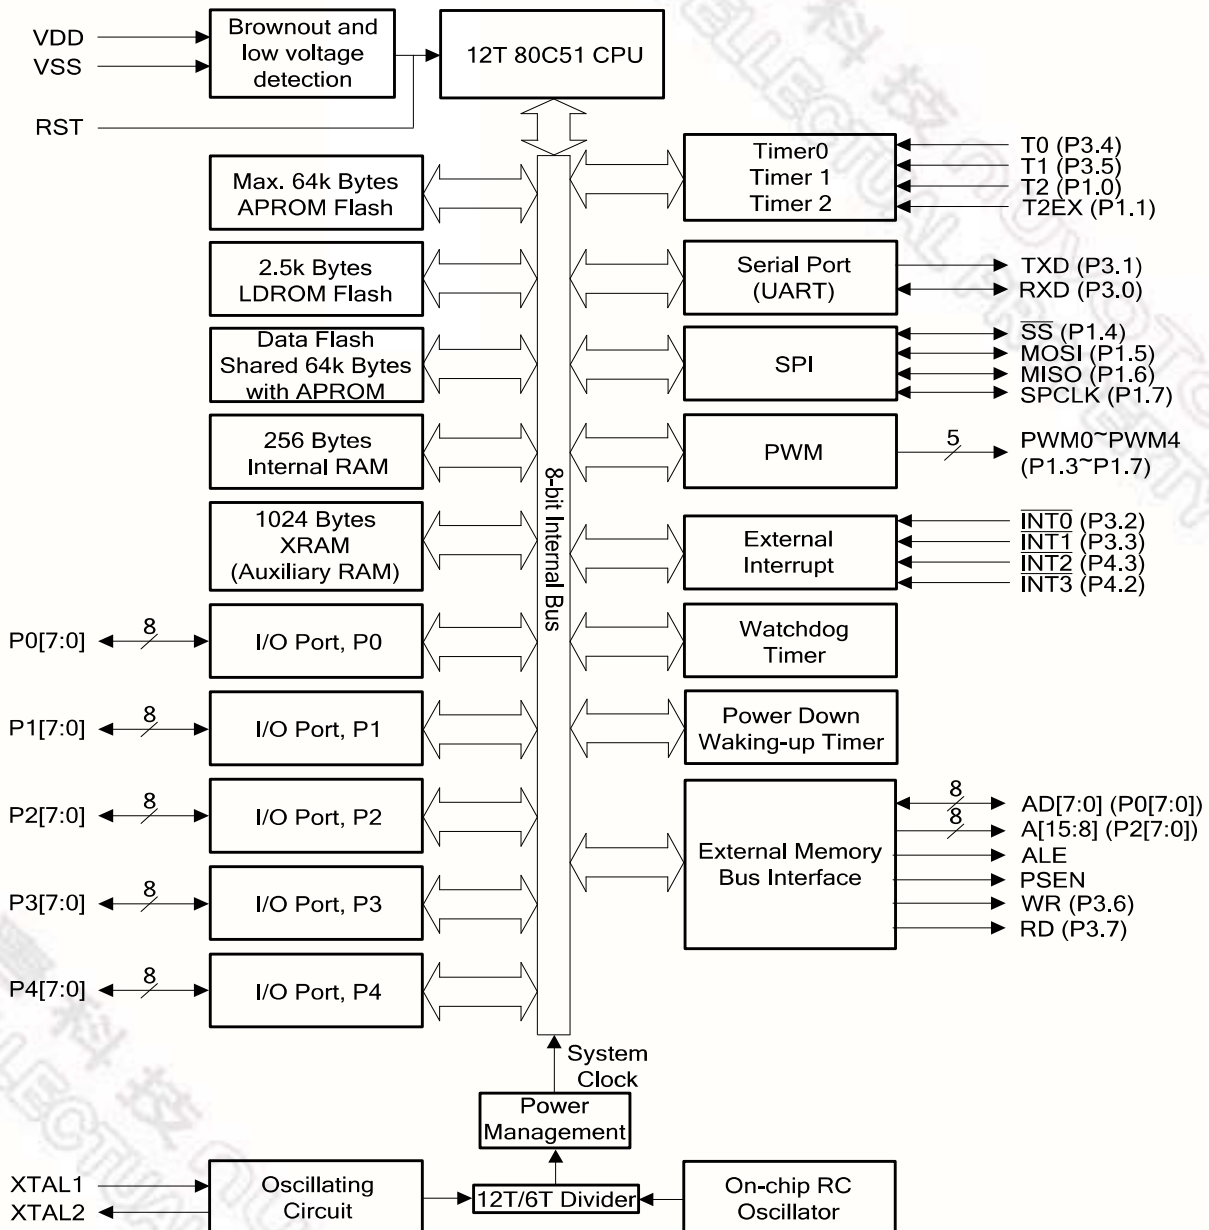 VDD
VSS
RST
Brownout and
low voltage
detection
12T 80C51 CPU
Max. 64k Bytes
APROM Flash
2.5k Bytes
LDROM Flash
Data Flash
Shared 64k Bytes
with APROM
256 Bytes
Internal RAM
1024 Bytes
XRAM
(Auxiliary RAM)
P0[7:0]
8
I/O Port, P0
P1[7:0]
8
I/O Port, P1
P2[7:0]
8
I/O Port, P2
P3[7:0]
8
I/O Port, P3
P4[7:0]
8
I/O Port, P4
8-bit Internal Bus
Timer0
Timer 1
Timer 2
T0 (P3.4)
T1 (P3.5)
T2 (P1.0)
T2EX (P1.1)
Serial Port
(UART)
TXD (P3.1)
RXD (P3.0)
SPI
SS (P1.4)
MOSI (P1.5)
MISO (P1.6)
SPCLK (P1.7)
PWM
5
PWM0~PWM4
(P1.3~P1.7)
External
Interrupt
INT0 (P3.2)
INT1 (P3.3)
INT2 (P4.3)
INT3 (P4.2)
Watchdog
Timer
Power Down
Waking-up Timer
External Memory
Bus Interface
8
AD[7:0] (P0[7:0])
8
A[15:8] (P2[7:0])
ALE
PSEN
WR (P3.6)
RD (P3.7)
System
Clock
Power
Management
XTAL1
XTAL2
Oscillating
Circuit
12T/6T Divider
On-chip RC
Oscillator